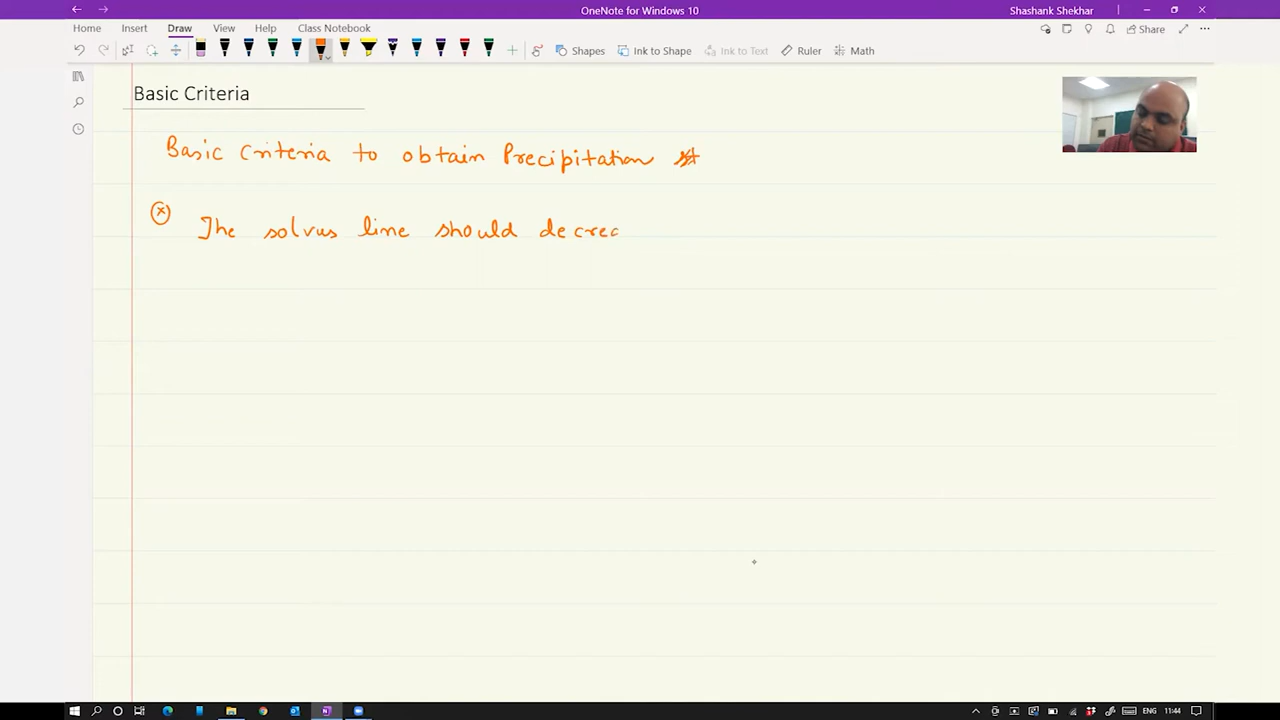 OneNote for Windows 10
Shashank Shekhar
Home Insert Draw View Help Class Notebook
Share
Shapes Ink to Shape Ink to Text Ruler Math
Basic Criteria
Basic Criteria to obtain Precipitation
The solvus line should decrea
ENG 11:44